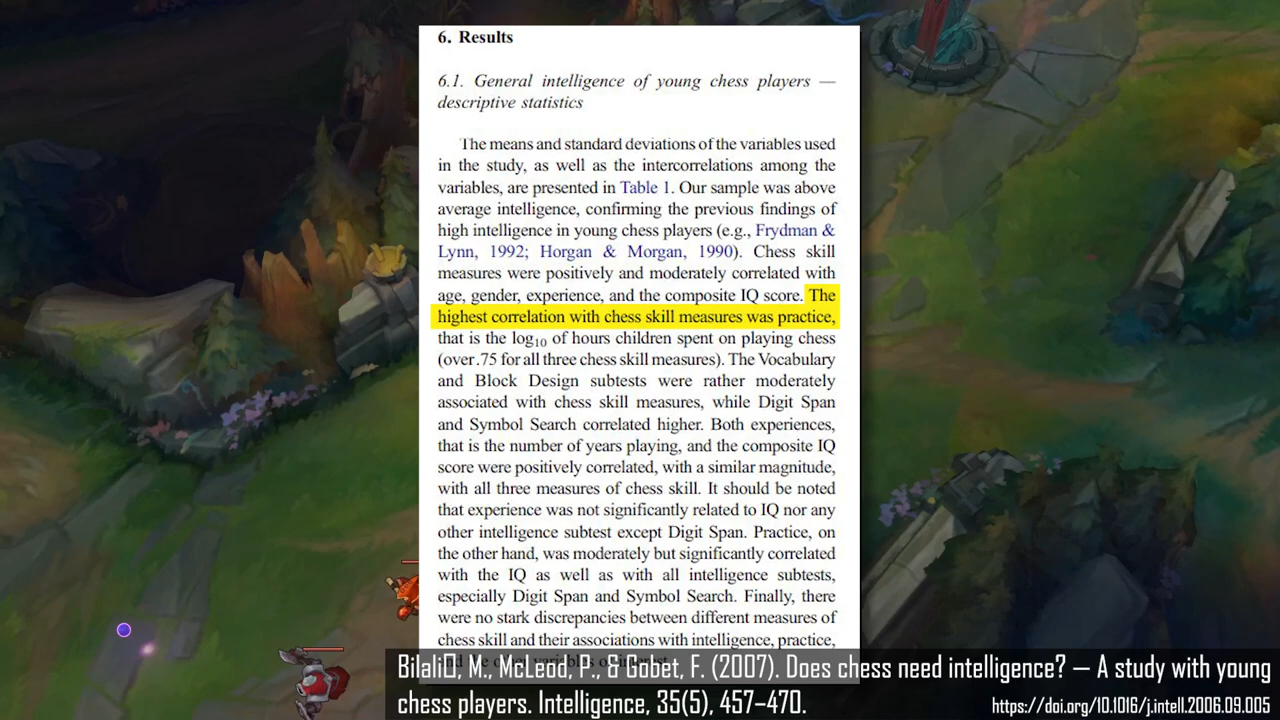 6. Results
6.1. General intelligence of young chess players —
descriptive statistics
The means and standard deviations of the variables used
in the study, as well as the intercorrelations among the
variables, are presented in Table 1. Our sample was above
average intelligence, confirming the previous findings of
high intelligence in young chess players (e.g., Frydman &
Lynn, 1992; Horgan & Morgan, 1990). Chess skill
measures were positively and moderately correlated with
age, gender, experience, and the composite IQ score. The
highest correlation with chess skill measures was practice,
that is the log₁₀ of hours children spent on playing chess
(over .75 for all three chess skill measures). The Vocabulary
and Block Design subtests were rather moderately
associated with chess skill measures, while Digit Span
and Symbol Search correlated higher. Both experiences,
that is the number of years playing, and the composite IQ
score were positively correlated, with a similar magnitude,
with all three measures of chess skill. It should be noted
that experience was not significantly related to IQ nor any
other intelligence subtest except Digit Span. Practice, on
the other hand, was moderately but significantly correlated
with the IQ as well as with all intelligence subtests,
especially Digit Span and Symbol Search. Finally, there
were no stark discrepancies between different measures of
chess skill and their associations with intelligence, practice,
Bilali▯, M., McLeod, P., & Gobet, F. (2007). Does chess need intelligence? — A study with young
chess players. Intelligence, 35(5), 457–470.
https://doi.org/10.1016/j.intell.2006.09.005